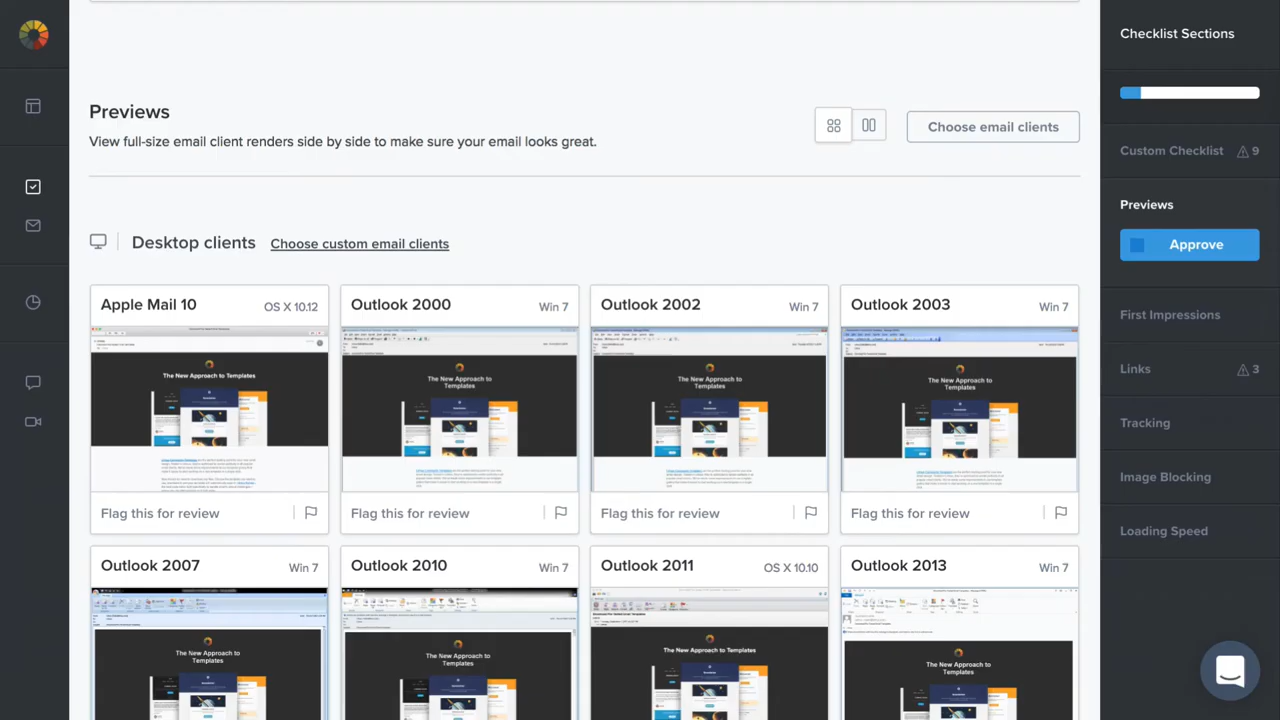 Checklist Sections
Previews
View full-size email client renders side by side to make sure your email looks great.
Choose email clients
Custom Checklist 9
Previews
Approve
Desktop clients Choose custom email clients
Apple Mail 10 OS X 10.12
Outlook 2000 Win 7
Outlook 2002 Win 7
Outlook 2003 Win 7
The New Approach to Templates
The New Approach to
Templates
The New Approach to
Templates
The New Approach to
Templates
Flag this for review
Flag this for review
Flag this for review
Flag this for review
First Impressions
Links 3
Tracking
Image Blocking
Loading Speed
Outlook 2007 Win 7
Outlook 2010 Win 7
Outlook 2011 OS X 10.10
Outlook 2013 Win 7
The New Approach to
Templates
The New Approach to
Templates
The New Approach to Templates
The New Approach to
Templates